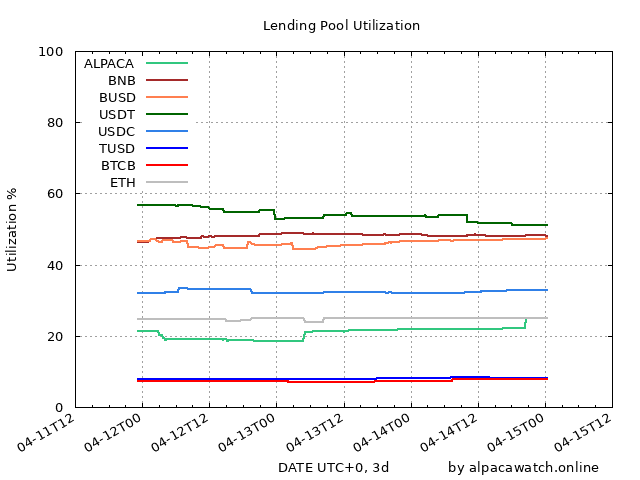 Lending Pool Utilization
Utilization %
100
80
60
40
20
0
ALPACA
BNB
BUSD
USDT
USDC
TUSD
BTCB
ETH
04-11T12
04-12T00
04-12T12
04-13T00
04-13T12
04-14T00
04-14T12
04-15T00
04-15T12
DATE UTC+0, 3d
by alpacawatch.online